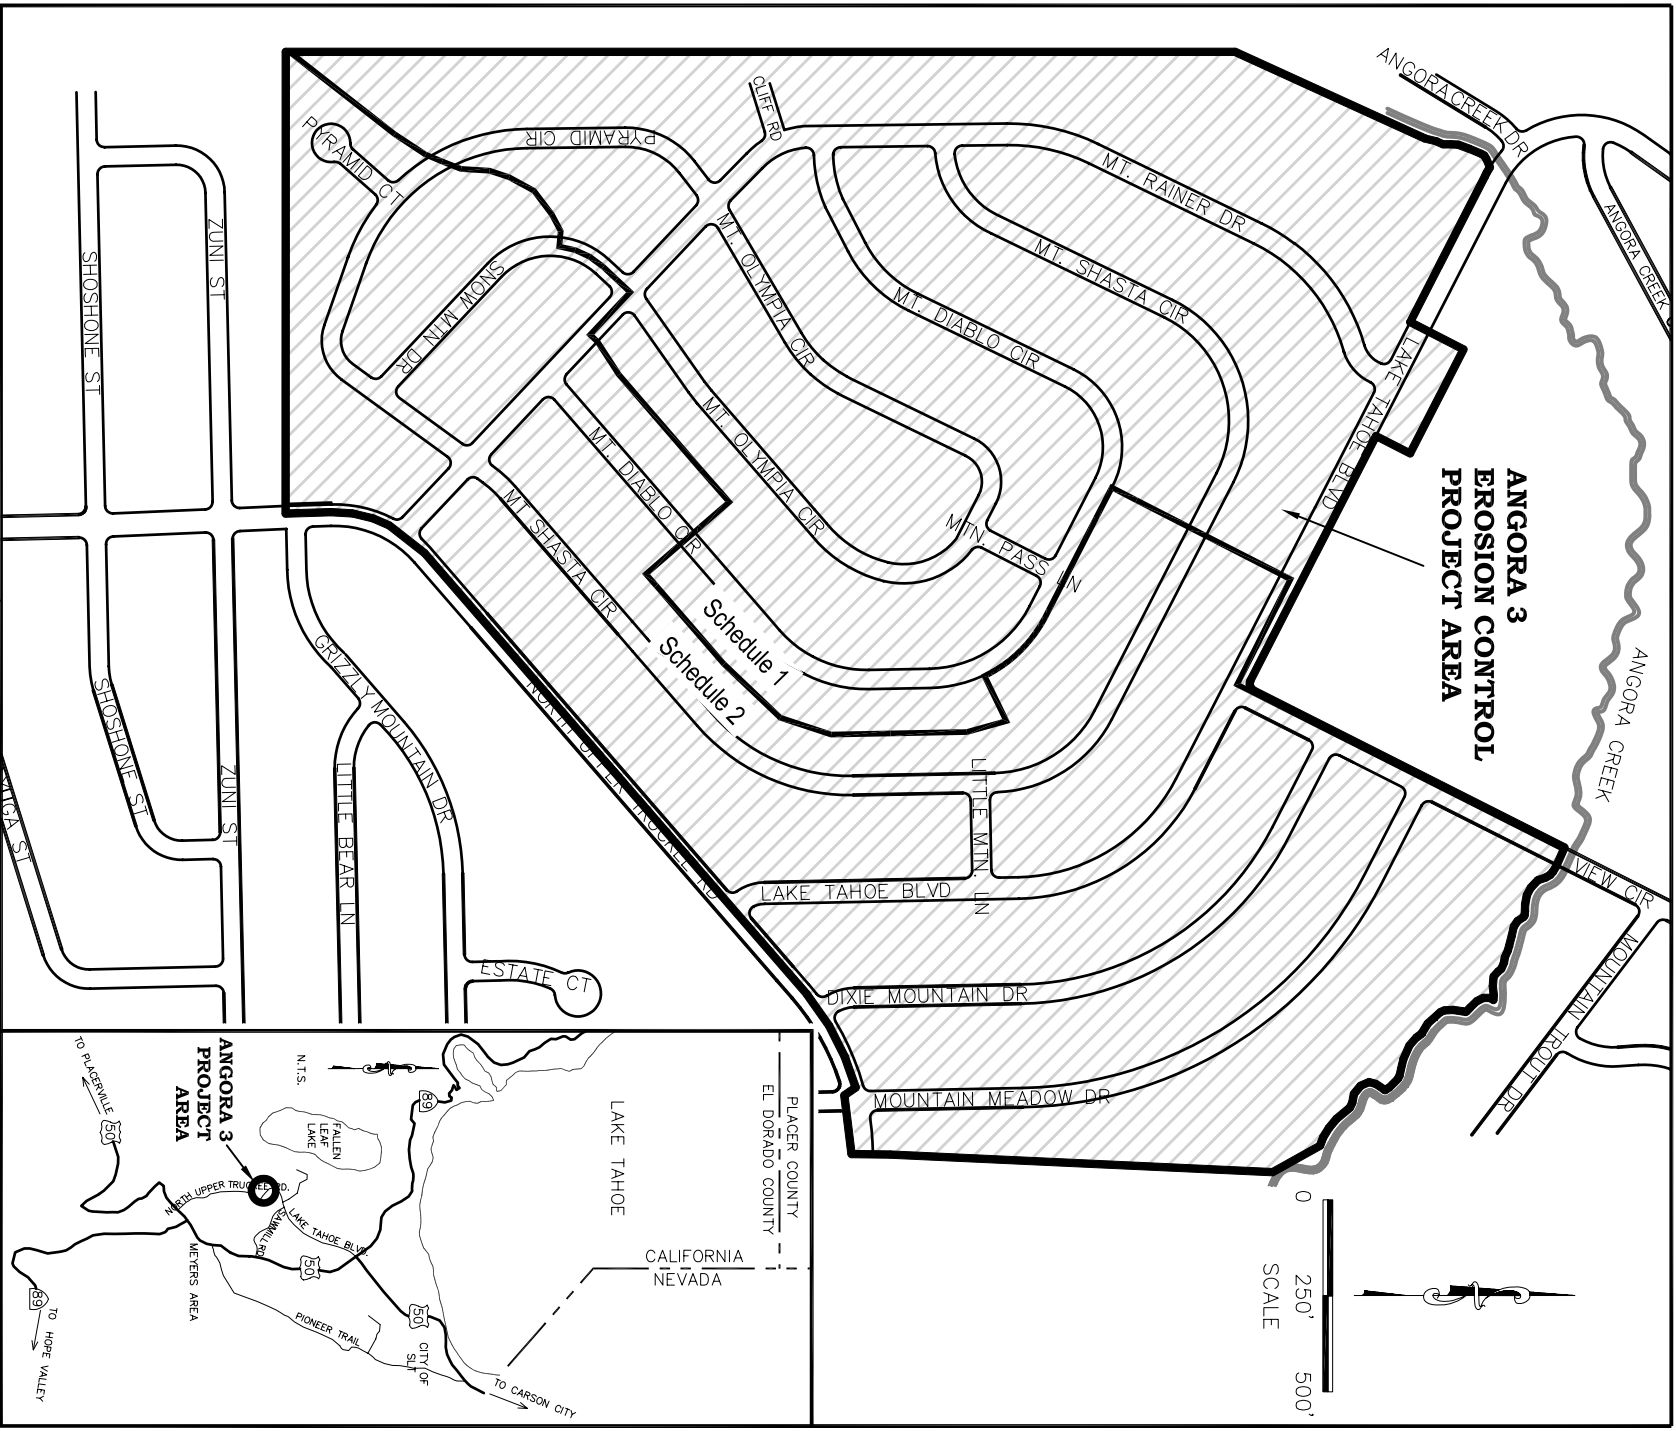 ANGORA CREEK DR
ANGORA CREEK
CLIFF RD
PYRAMID CIR
PYRAMID CT
MT. RAINER DR
MT. SHASTA CIR
MT. DIABLO CIR
MT. OLYMPIA CIR
SNOW MTN DR
LAKE TAHOE BLVD
ZUNI ST
SHOSHONE ST
MT. OLYMPIA CIR
MT. DIABLO CIR
MT SHASTA CIR
MTN. PASS LN
ANGORA 3
EROSION CONTROL
PROJECT AREA
ANGORA CREEK
Schedule 1
Schedule 2
GRIZZLY MOUNTAIN DR
NORTH UPPER TRUCKEE RD
LITTLE MTN. LN
LAKE TAHOE BLVD
SHOSHONE ST
ZUNI ST
LITTLE BEAR LN
VIEW CIR
MOUNTAIN TROUT DR
ESTATE CT
DIXIE MOUNTAIN DR
MOUNTAIN MEADOW DR
0 250' 500'
SCALE
PLACER COUNTY
EL DORADO COUNTY
LAKE TAHOE
CALIFORNIA
NEVADA
N.T.S.
ANGORA 3
PROJECT
AREA
TO PLACERVILLE
50
89
FALLEN
LEAF
LAKE
NORTH UPPER TRUCKEE RD.
LAKE TAHOE BLVD.
SAWMILL RD
50
50
MEYERS AREA
PIONEER TRAIL
CITY OF
SLT
89
TO HOPE VALLEY
TO CARSON CITY